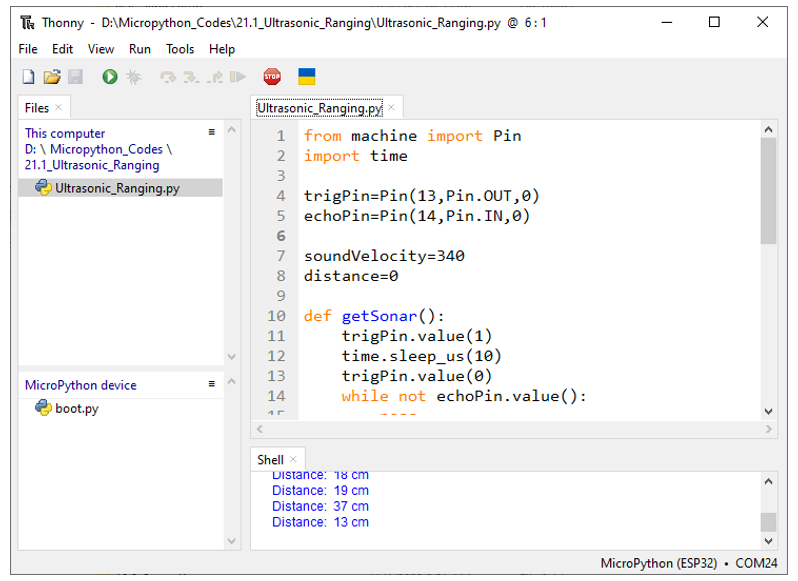 Thonny - D:\Micropython_Codes\21.1_Ultrasonic_Ranging\Ultrasonic_Ranging.py @ 6:1
File Edit View Run Tools Help
STOP
Files
This computer
D: \ Micropython_Codes \
21.1_Ultrasonic_Ranging
Ultrasonic_Ranging.py
MicroPython device
boot.py
Ultrasonic_Ranging.py
1 from machine import Pin
2 import time
3
4 trigPin=Pin(13,Pin.OUT,0)
5 echoPin=Pin(14,Pin.IN,0)
6
7 soundVelocity=340
8 distance=0
9
10 def getSonar():
11 trigPin.value(1)
12 time.sleep_us(10)
13 trigPin.value(0)
14 while not echoPin.value():
15 pass
Shell
Distance: 18 cm
Distance: 19 cm
Distance: 37 cm
Distance: 13 cm
MicroPython (ESP32) • COM24